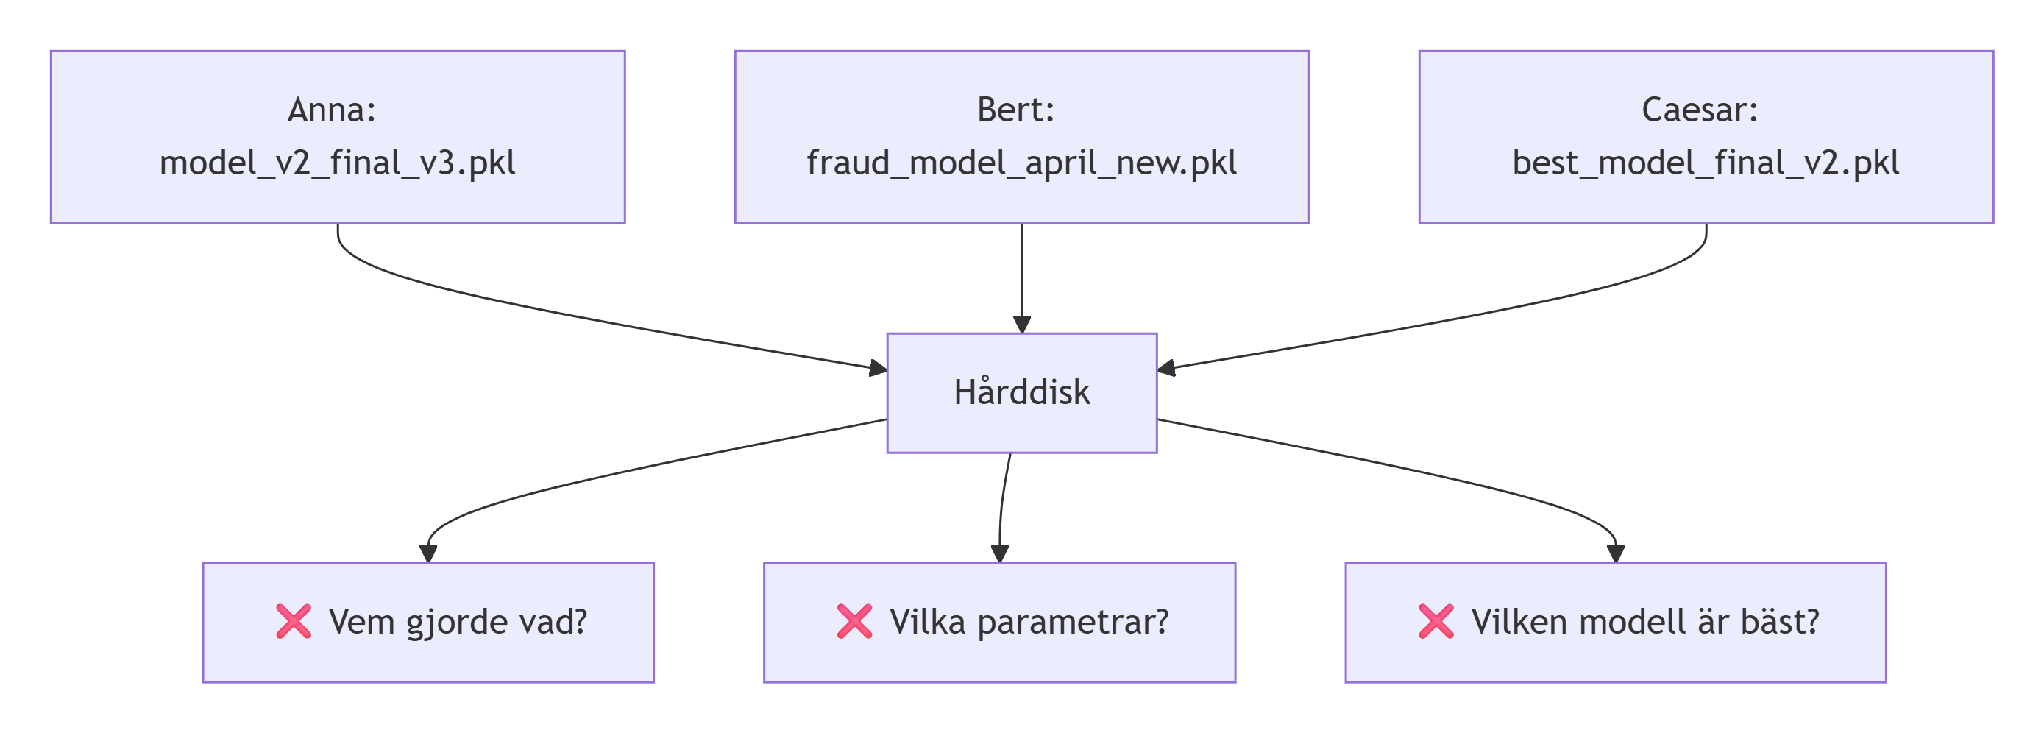 Anna:
model_v2_final_v3.pkl
Bert:
fraud_model_april_new.pkl
Caesar:
best_model_final_v2.pkl
Hårddisk
❌ Vem gjorde vad?
❌ Vilka parametrar?
❌ Vilken modell är bäst?